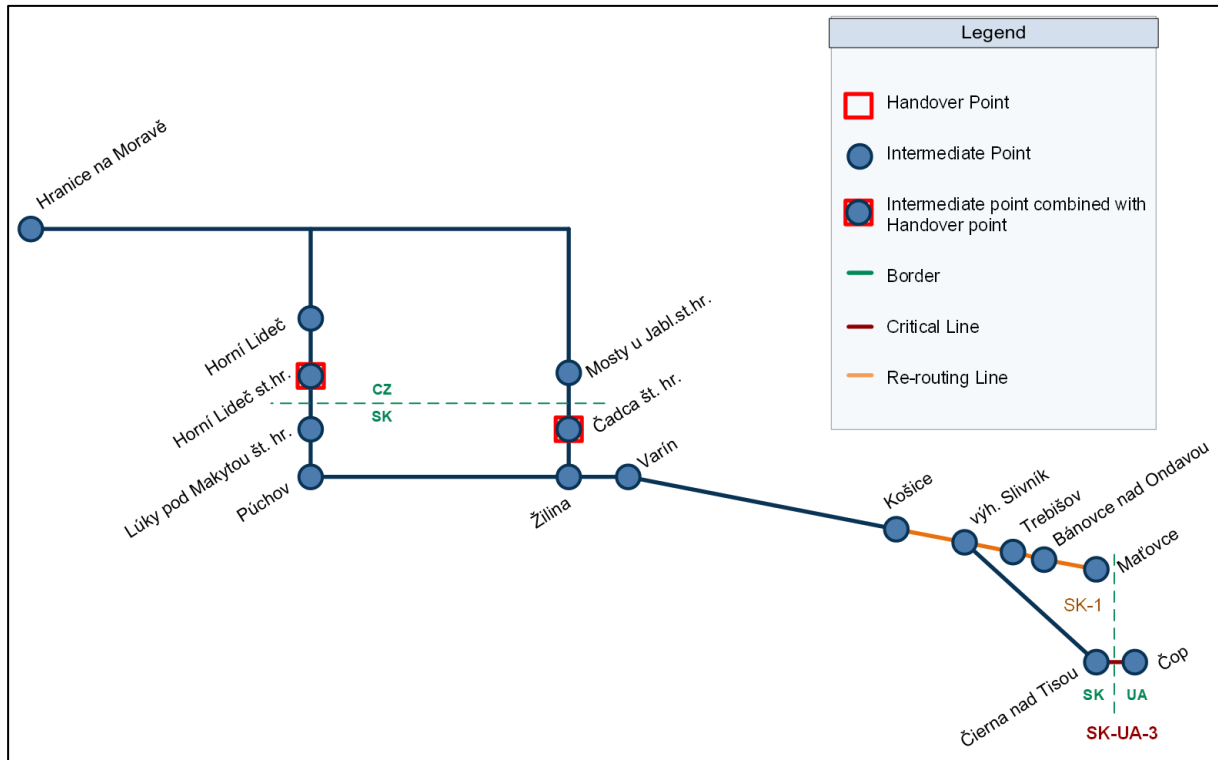 Legend
Handover Point
Intermediate Point
Intermediate point combined with
Handover point
Border
Critical Line
Re-routing Line
Hranice na Moravě
Horní Lideč
Horní Lideč st.hr.
CZ
SK
Lúky pod Makytou št. hr.
Púchov
Mosty u Jabl.st.hr.
Čadca št. hr.
Žilina
Varín
Košice
výh. Slivník
Trebišov
Bánovce nad Ondavou
Maťovce
SK-1
Čierna nad Tisou
Čop
SK
UA
SK-UA-3